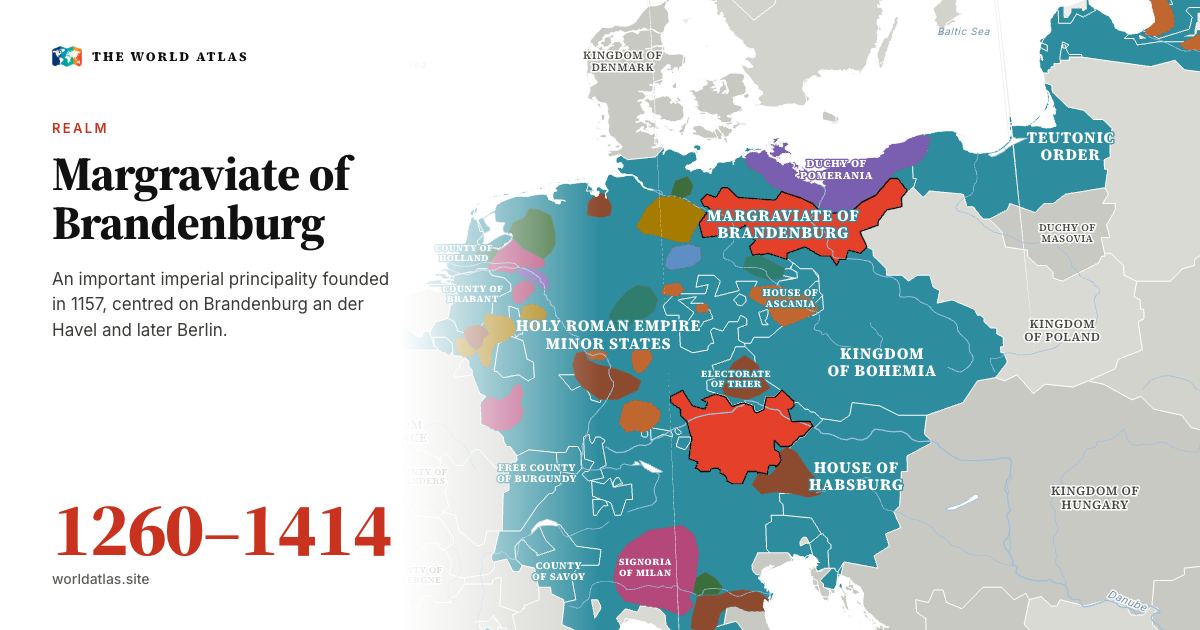 THE WORLD ATLAS
REALM
Margraviate of
Brandenburg
An important imperial principality founded
in 1157, centred on Brandenburg an der
Havel and later Berlin.
1260–1414
worldatlas.site
Baltic Sea
KINGDOM OF
DENMARK
TEUTONIC
ORDER
DUCHY OF
POMERANIA
MARGRAVIATE OF
BRANDENBURG
DUCHY OF
MASOVIA
COUNTY OF
HOLLAND
COUNTY OF
BRABANT
HOUSE OF
ASCANIA
HOLY ROMAN EMPIRE
MINOR STATES
KINGDOM
OF POLAND
KINGDOM
OF BOHEMIA
ELECTORATE
OF TRIER
FREE COUNTY
OF BURGUNDY
HOUSE OF
HABSBURG
KINGDOM OF
HUNGARY
COUNTY
OF SAVOY
SIGNORIA
OF MILAN
Danube